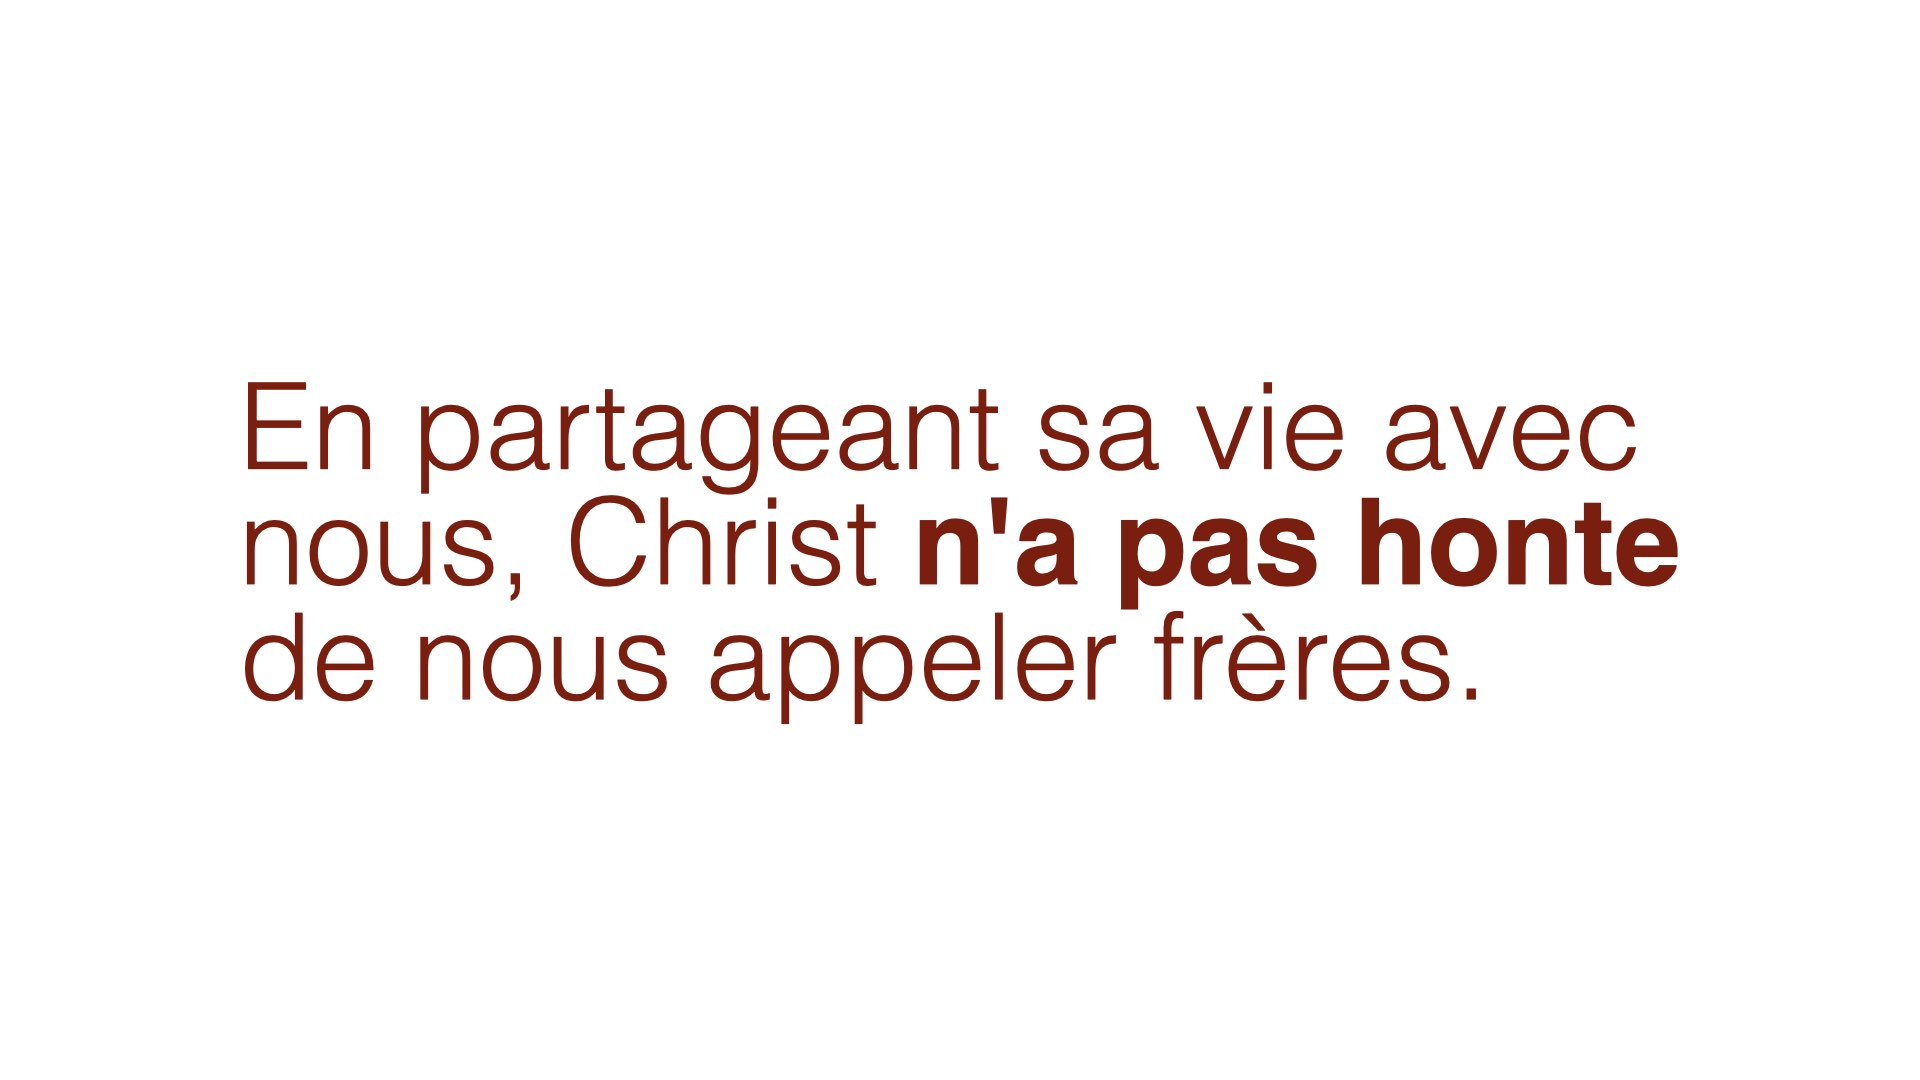 En partageant sa vie avec
nous, Christ n'a pas honte
de nous appeler frères.